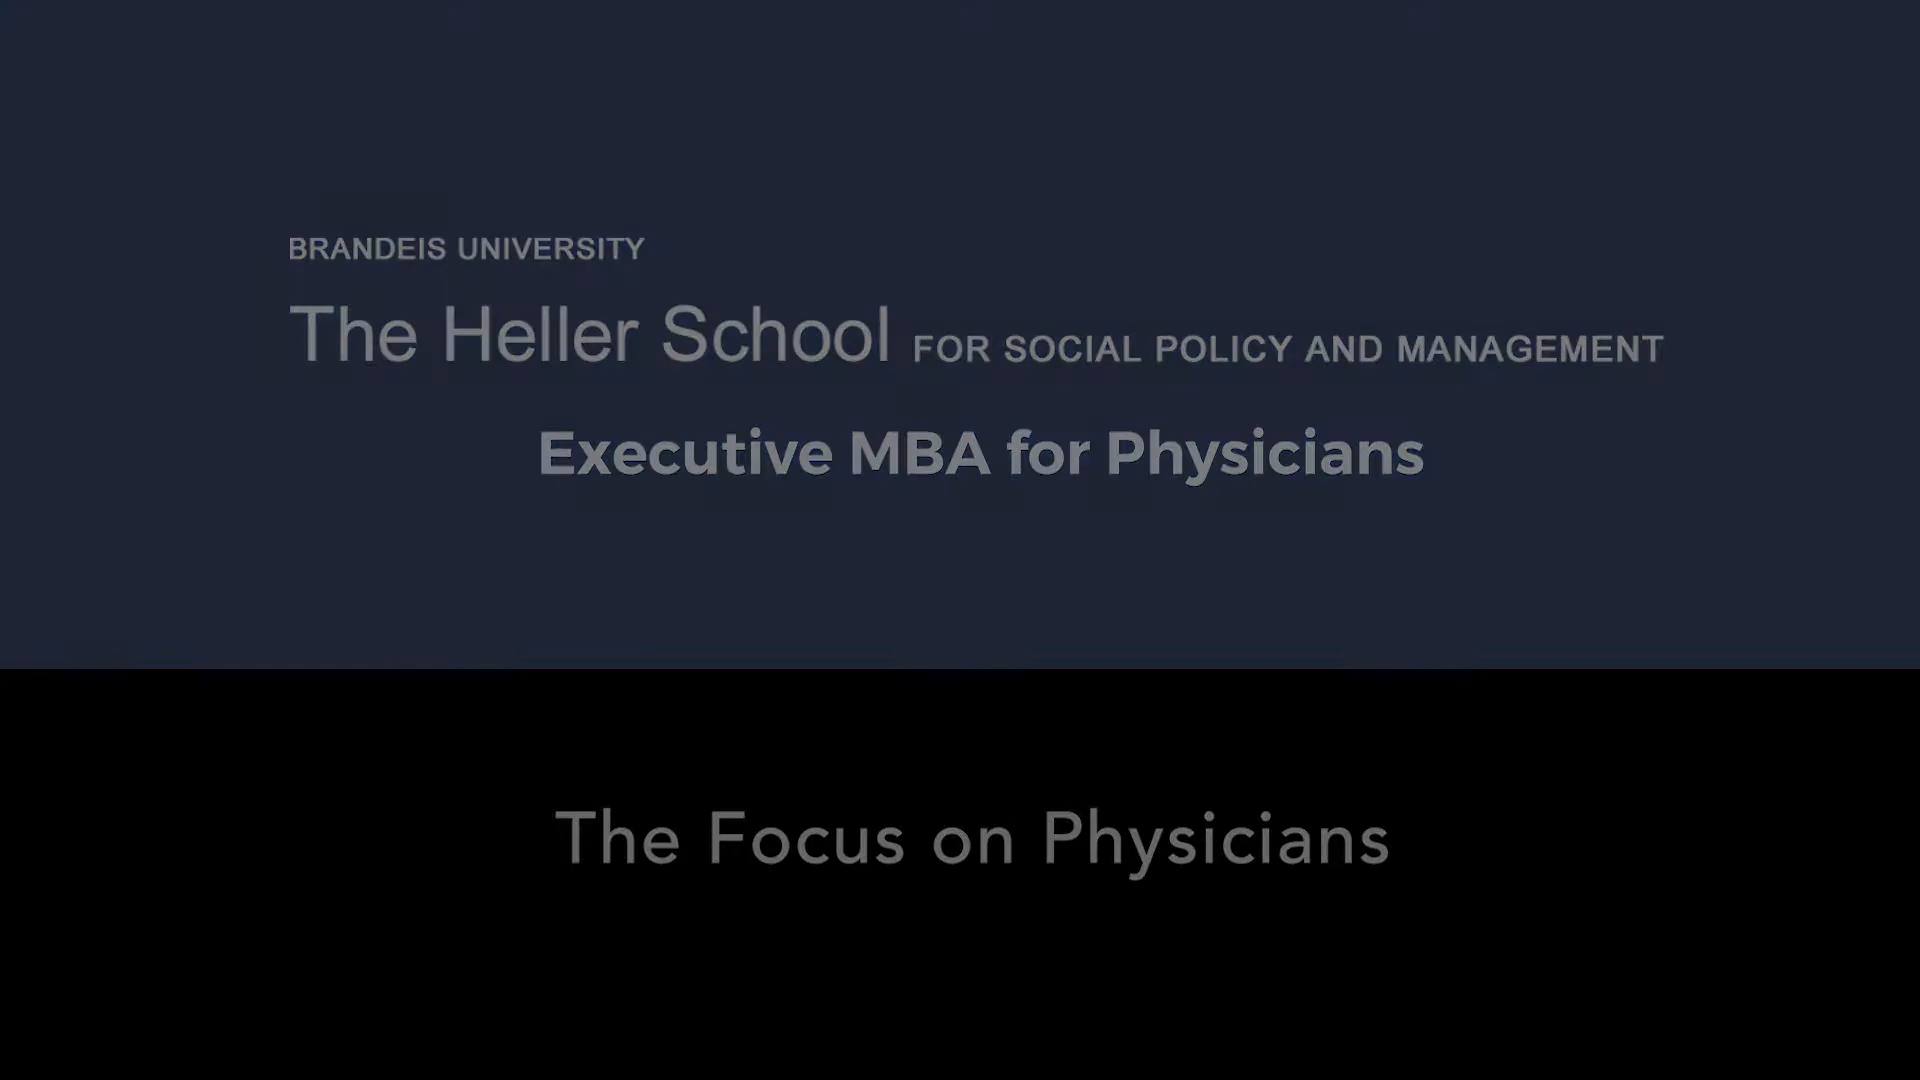 BRANDEIS UNIVERSITY
The Heller School FOR SOCIAL POLICY AND MANAGEMENT
Executive MBA for Physicians
The Focus on Physicians